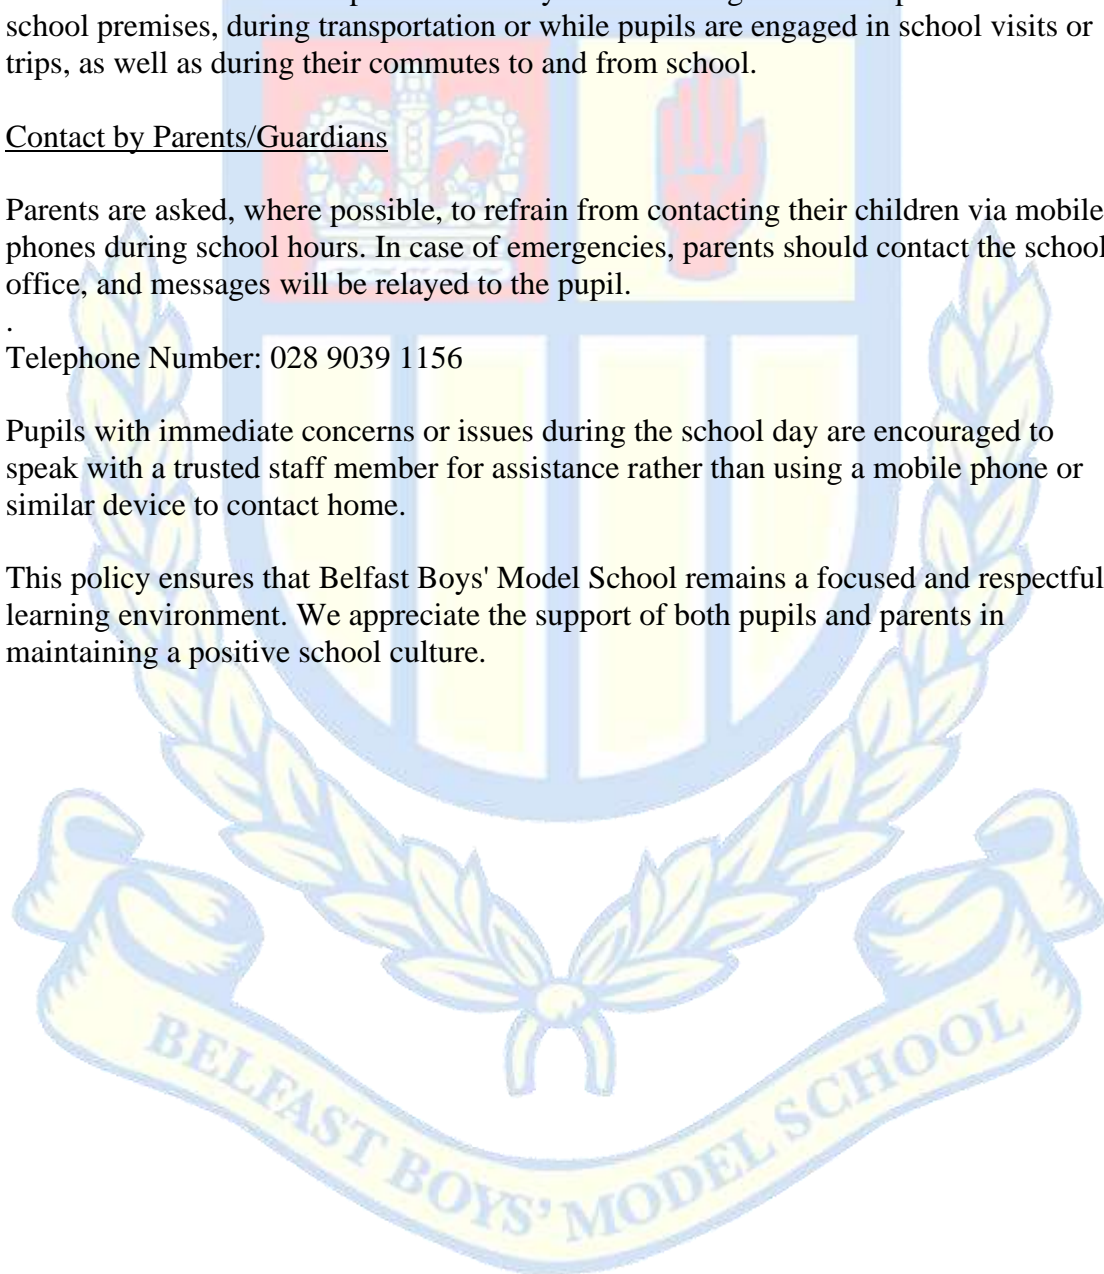 school premises, during transportation or while pupils are engaged in school visits or
trips, as well as during their commutes to and from school.
Contact by Parents/Guardians
Parents are asked, where possible, to refrain from contacting their children via mobile
phones during school hours. In case of emergencies, parents should contact the school
office, and messages will be relayed to the pupil.
.
Telephone Number: 028 9039 1156
Pupils with immediate concerns or issues during the school day are encouraged to
speak with a trusted staff member for assistance rather than using a mobile phone or
similar device to contact home.
This policy ensures that Belfast Boys' Model School remains a focused and respectful
learning environment. We appreciate the support of both pupils and parents in
maintaining a positive school culture.
BELFAST BOYS' MODEL SCHOOL